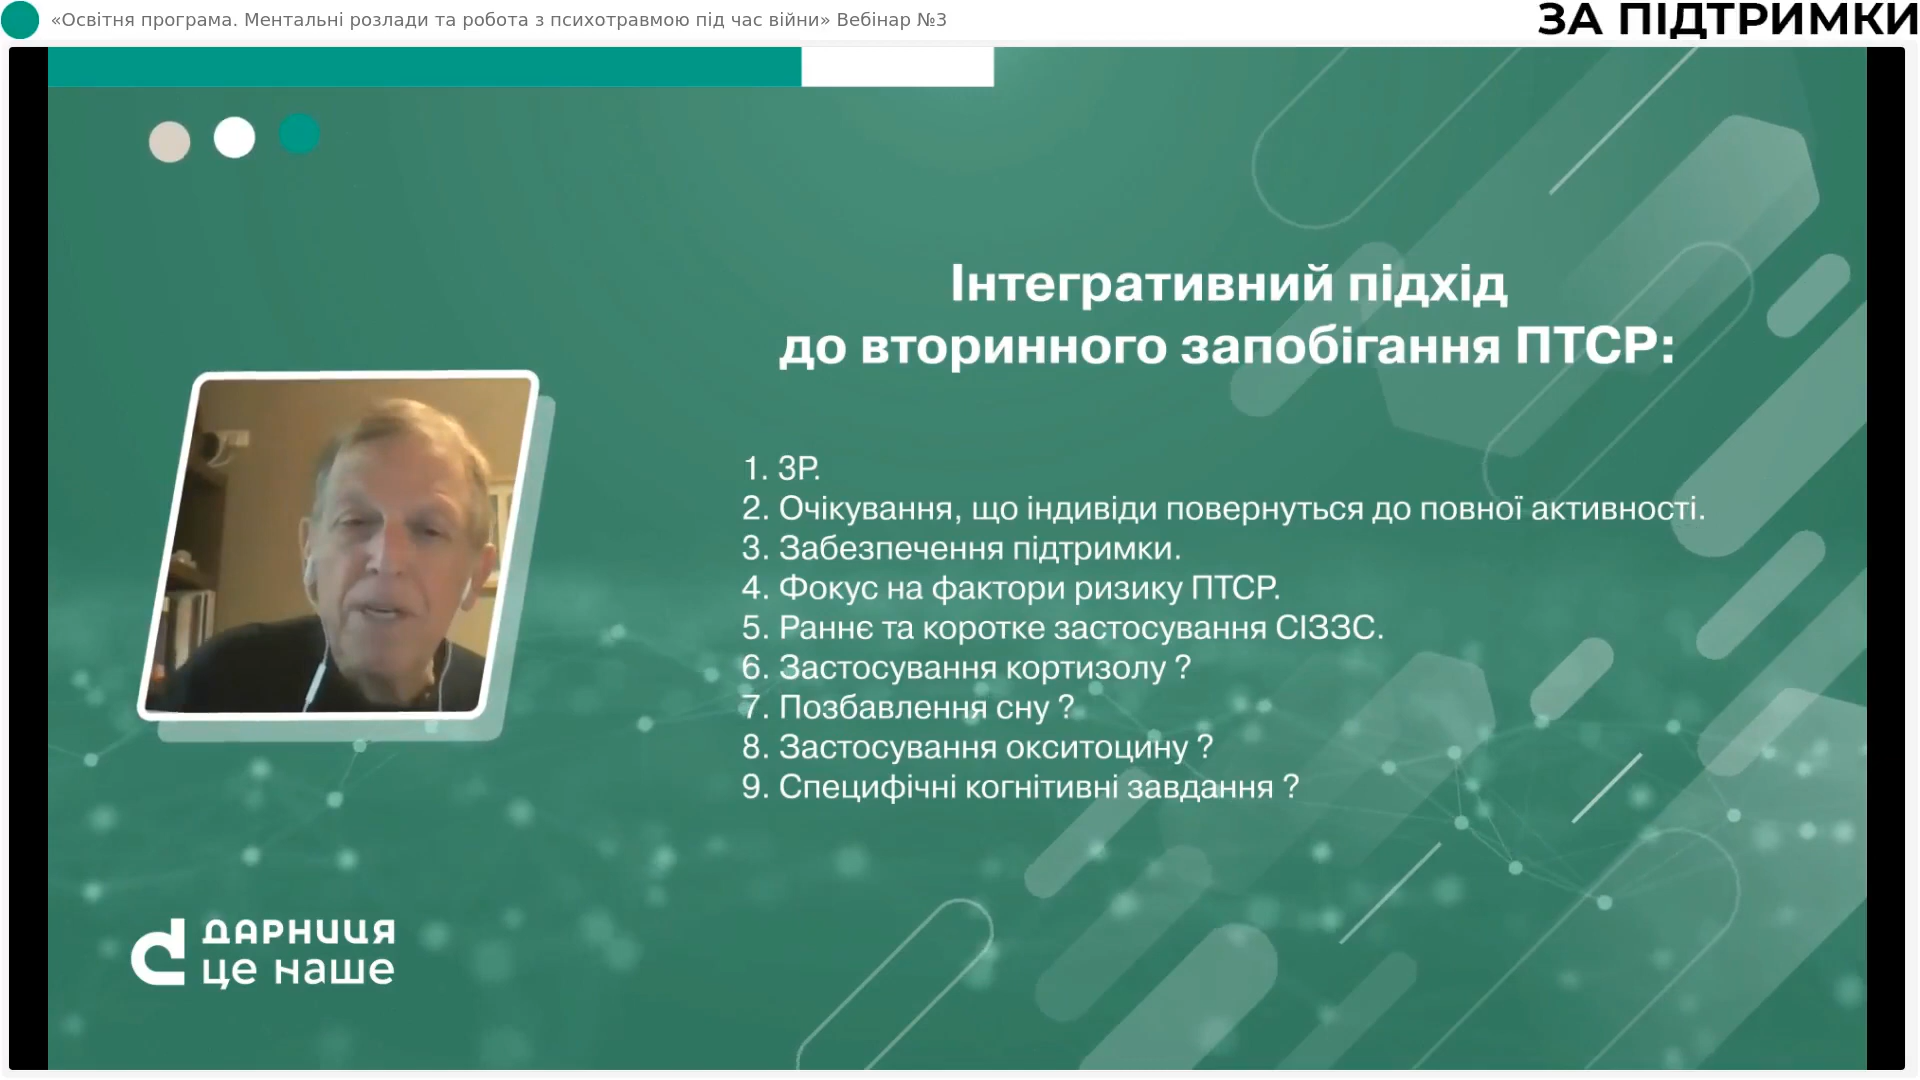 «Освітня програма. Ментальні розлади та робота з психотравмою під час війни» Вебінар №3
ЗА ПІДТРИМКИ
Інтегративний підхід
до вторинного запобігання ПТСР:
1. ЗР.
2. Очікування, що індивіди повернуться до повної активності.
3. Забезпечення підтримки.
4. Фокус на фактори ризику ПТСР.
5. Раннє та коротке застосування СІЗЗС.
6. Застосування кортизолу ?
7. Позбавлення сну ?
8. Застосування окситоцину ?
9. Специфічні когнітивні завдання ?
ДАРНИЦЯ
це наше